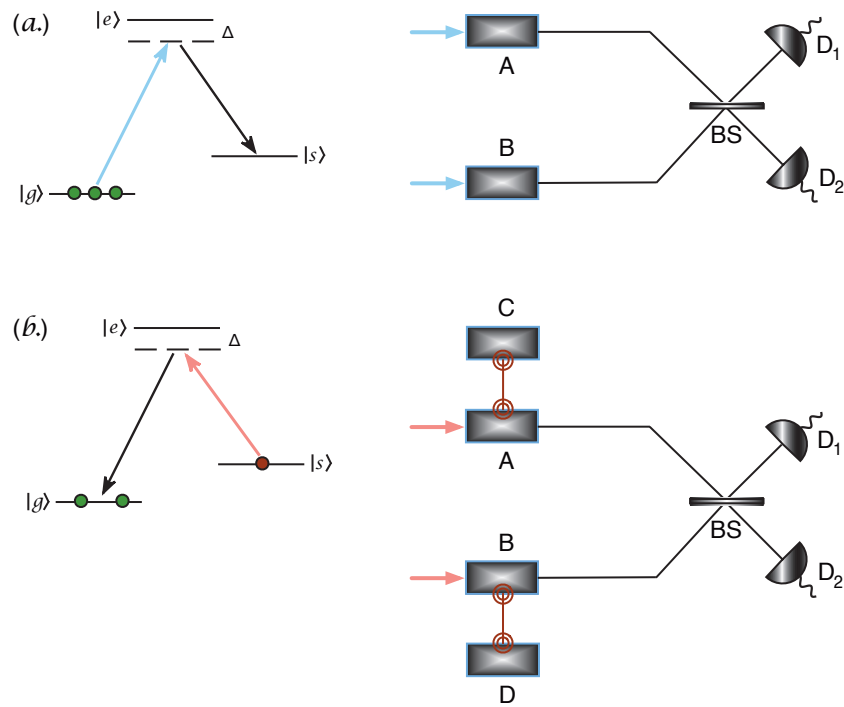 (a.)
|e⟩
Δ
|s⟩
|g⟩
A
B
BS
D₁
D₂
(b.)
|e⟩
Δ
|s⟩
|g⟩
C
A
B
D
BS
D₁
D₂